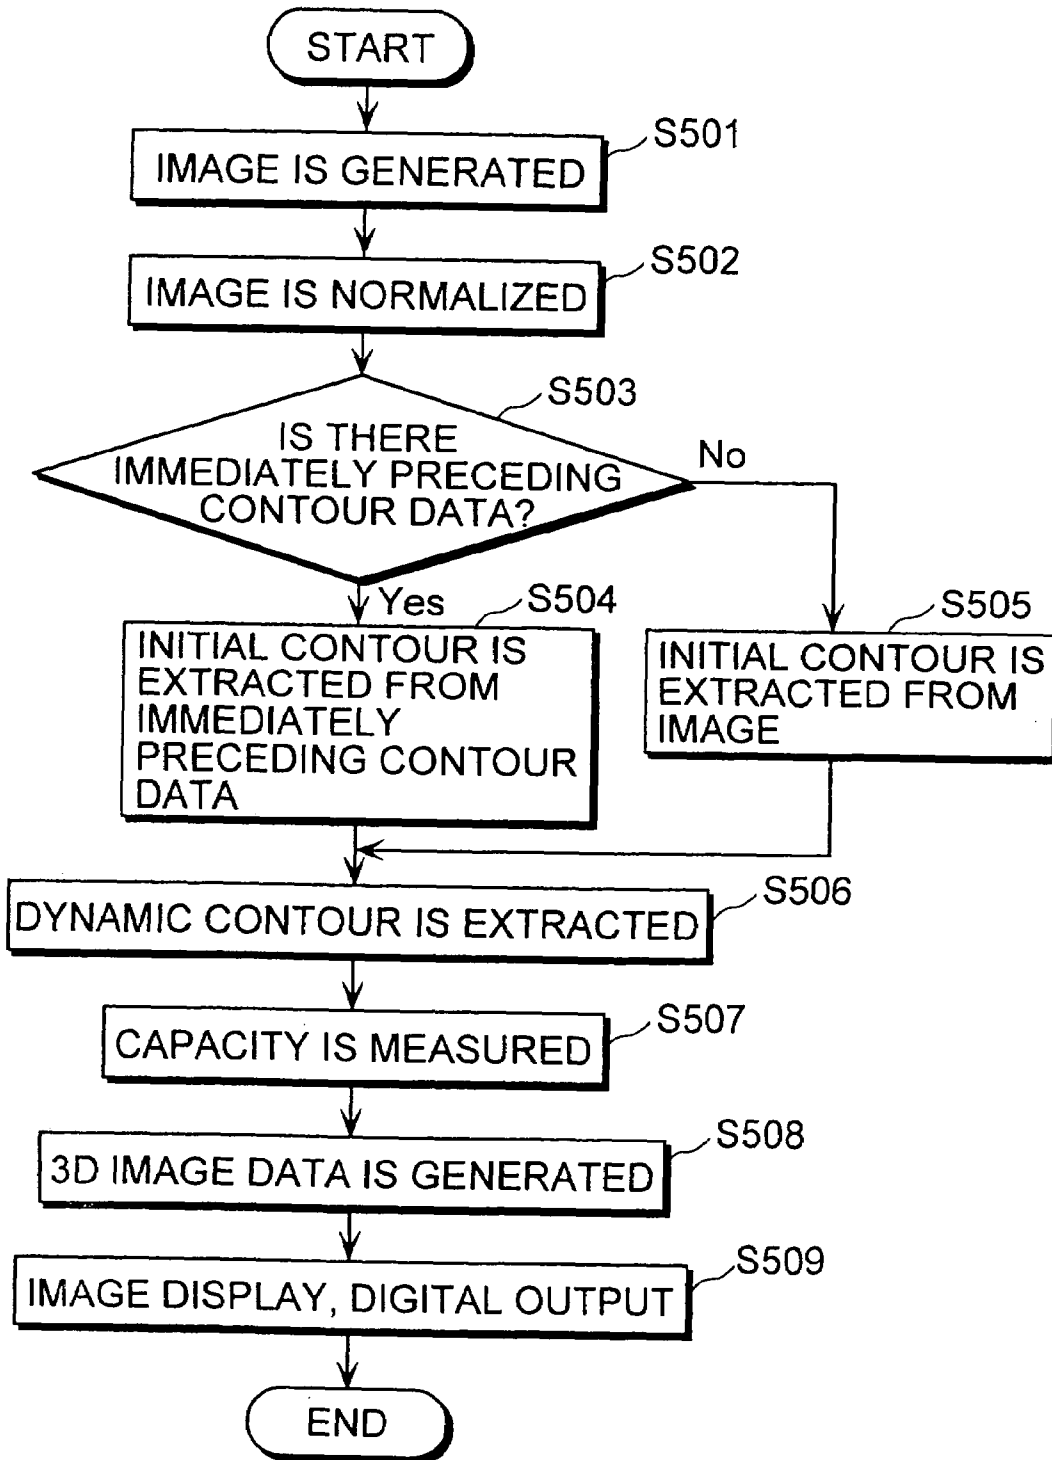 START
S501
IMAGE IS GENERATED
S502
IMAGE IS NORMALIZED
S503
IS THERE
IMMEDIATELY PRECEDING
CONTOUR DATA?
No
Yes
S504
INITIAL CONTOUR IS
EXTRACTED FROM
IMMEDIATELY
PRECEDING CONTOUR
DATA
S505
INITIAL CONTOUR IS
EXTRACTED FROM
IMAGE
S506
DYNAMIC CONTOUR IS EXTRACTED
S507
CAPACITY IS MEASURED
S508
3D IMAGE DATA IS GENERATED
S509
IMAGE DISPLAY, DIGITAL OUTPUT
END